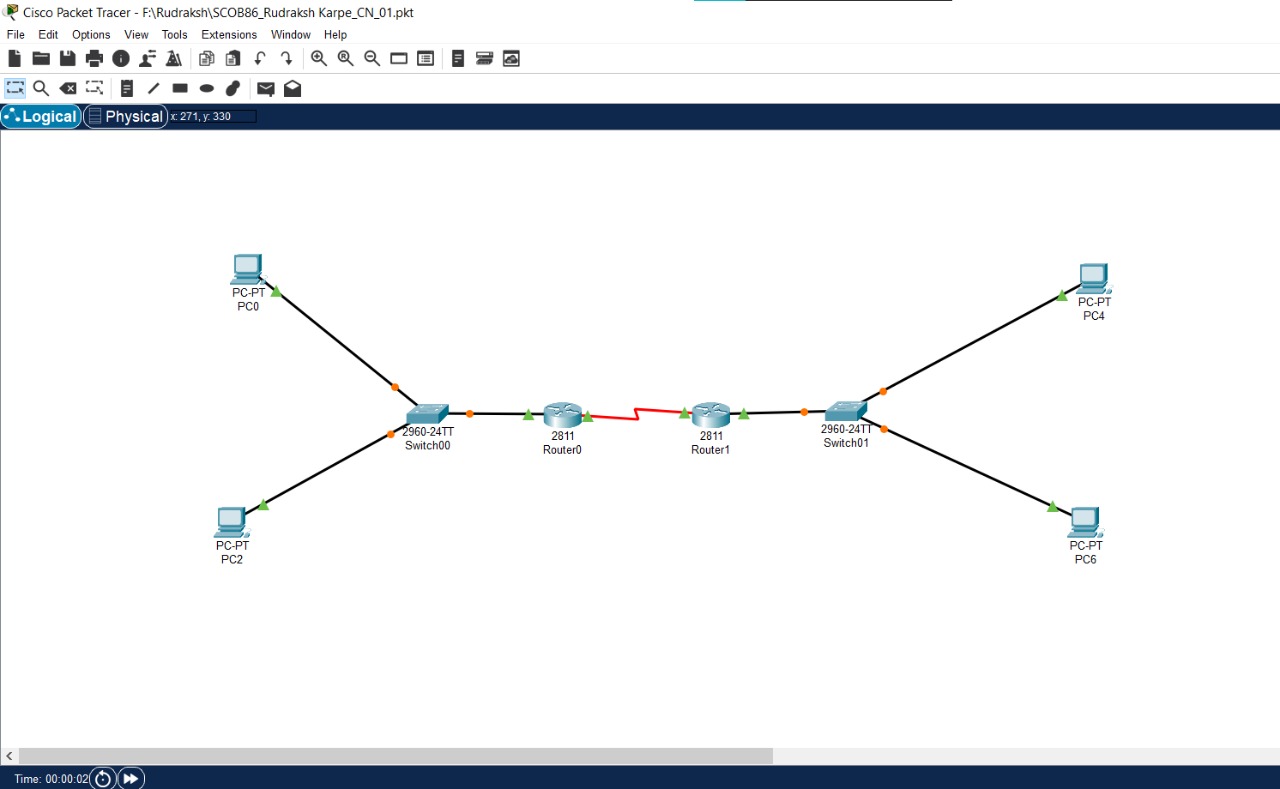 Cisco Packet Tracer - F:\Rudraksh\SCOB86_Rudraksh Karpe_CN_01.pkt
File Edit Options View Tools Extensions Window Help
Logical Physical x: 271, y: 330
PC-PT
PC0
PC-PT
PC4
2960-24TT
Switch00
2811
Router0
2811
Router1
2960-24TT
Switch01
PC-PT
PC2
PC-PT
PC6
Time: 00:00:02